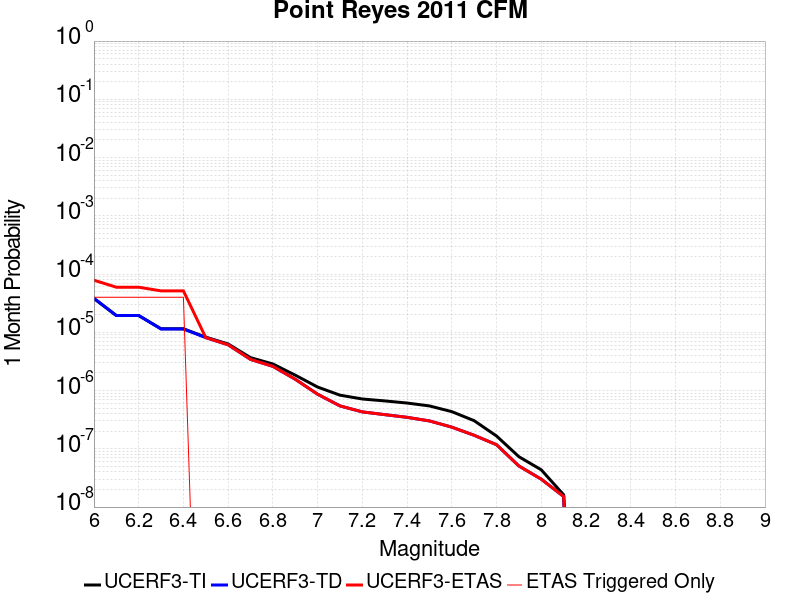 Point Reyes 2011 CFM
10^0
10^-1
10^-2
10^-3
10^-4
10^-5
10^-6
10^-7
10^-8
1 Month Probability
6 6.2 6.4 6.6 6.8 7 7.2 7.4 7.6 7.8 8 8.2 8.4 8.6 8.8 9
Magnitude
UCERF3-TI UCERF3-TD UCERF3-ETAS ETAS Triggered Only